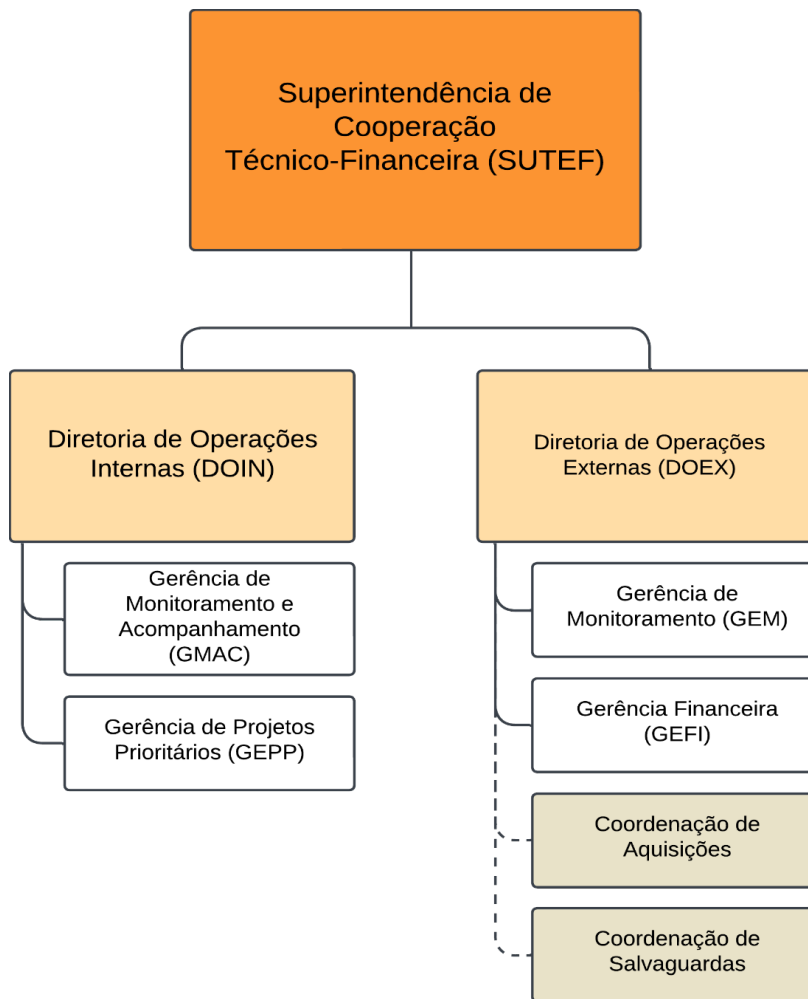 Superintendência de
Cooperação
Técnico-Financeira (SUTEF)
Diretoria de Operações
Internas (DOIN)
Gerência de
Monitoramento e
Acompanhamento
(GMAC)
Gerência de Projetos
Prioritários (GEPP)
Diretoria de Operações
Externas (DOEX)
Gerência de
Monitoramento (GEM)
Gerência Financeira
(GEFI)
Coordenação de
Aquisições
Coordenação de
Salvaguardas